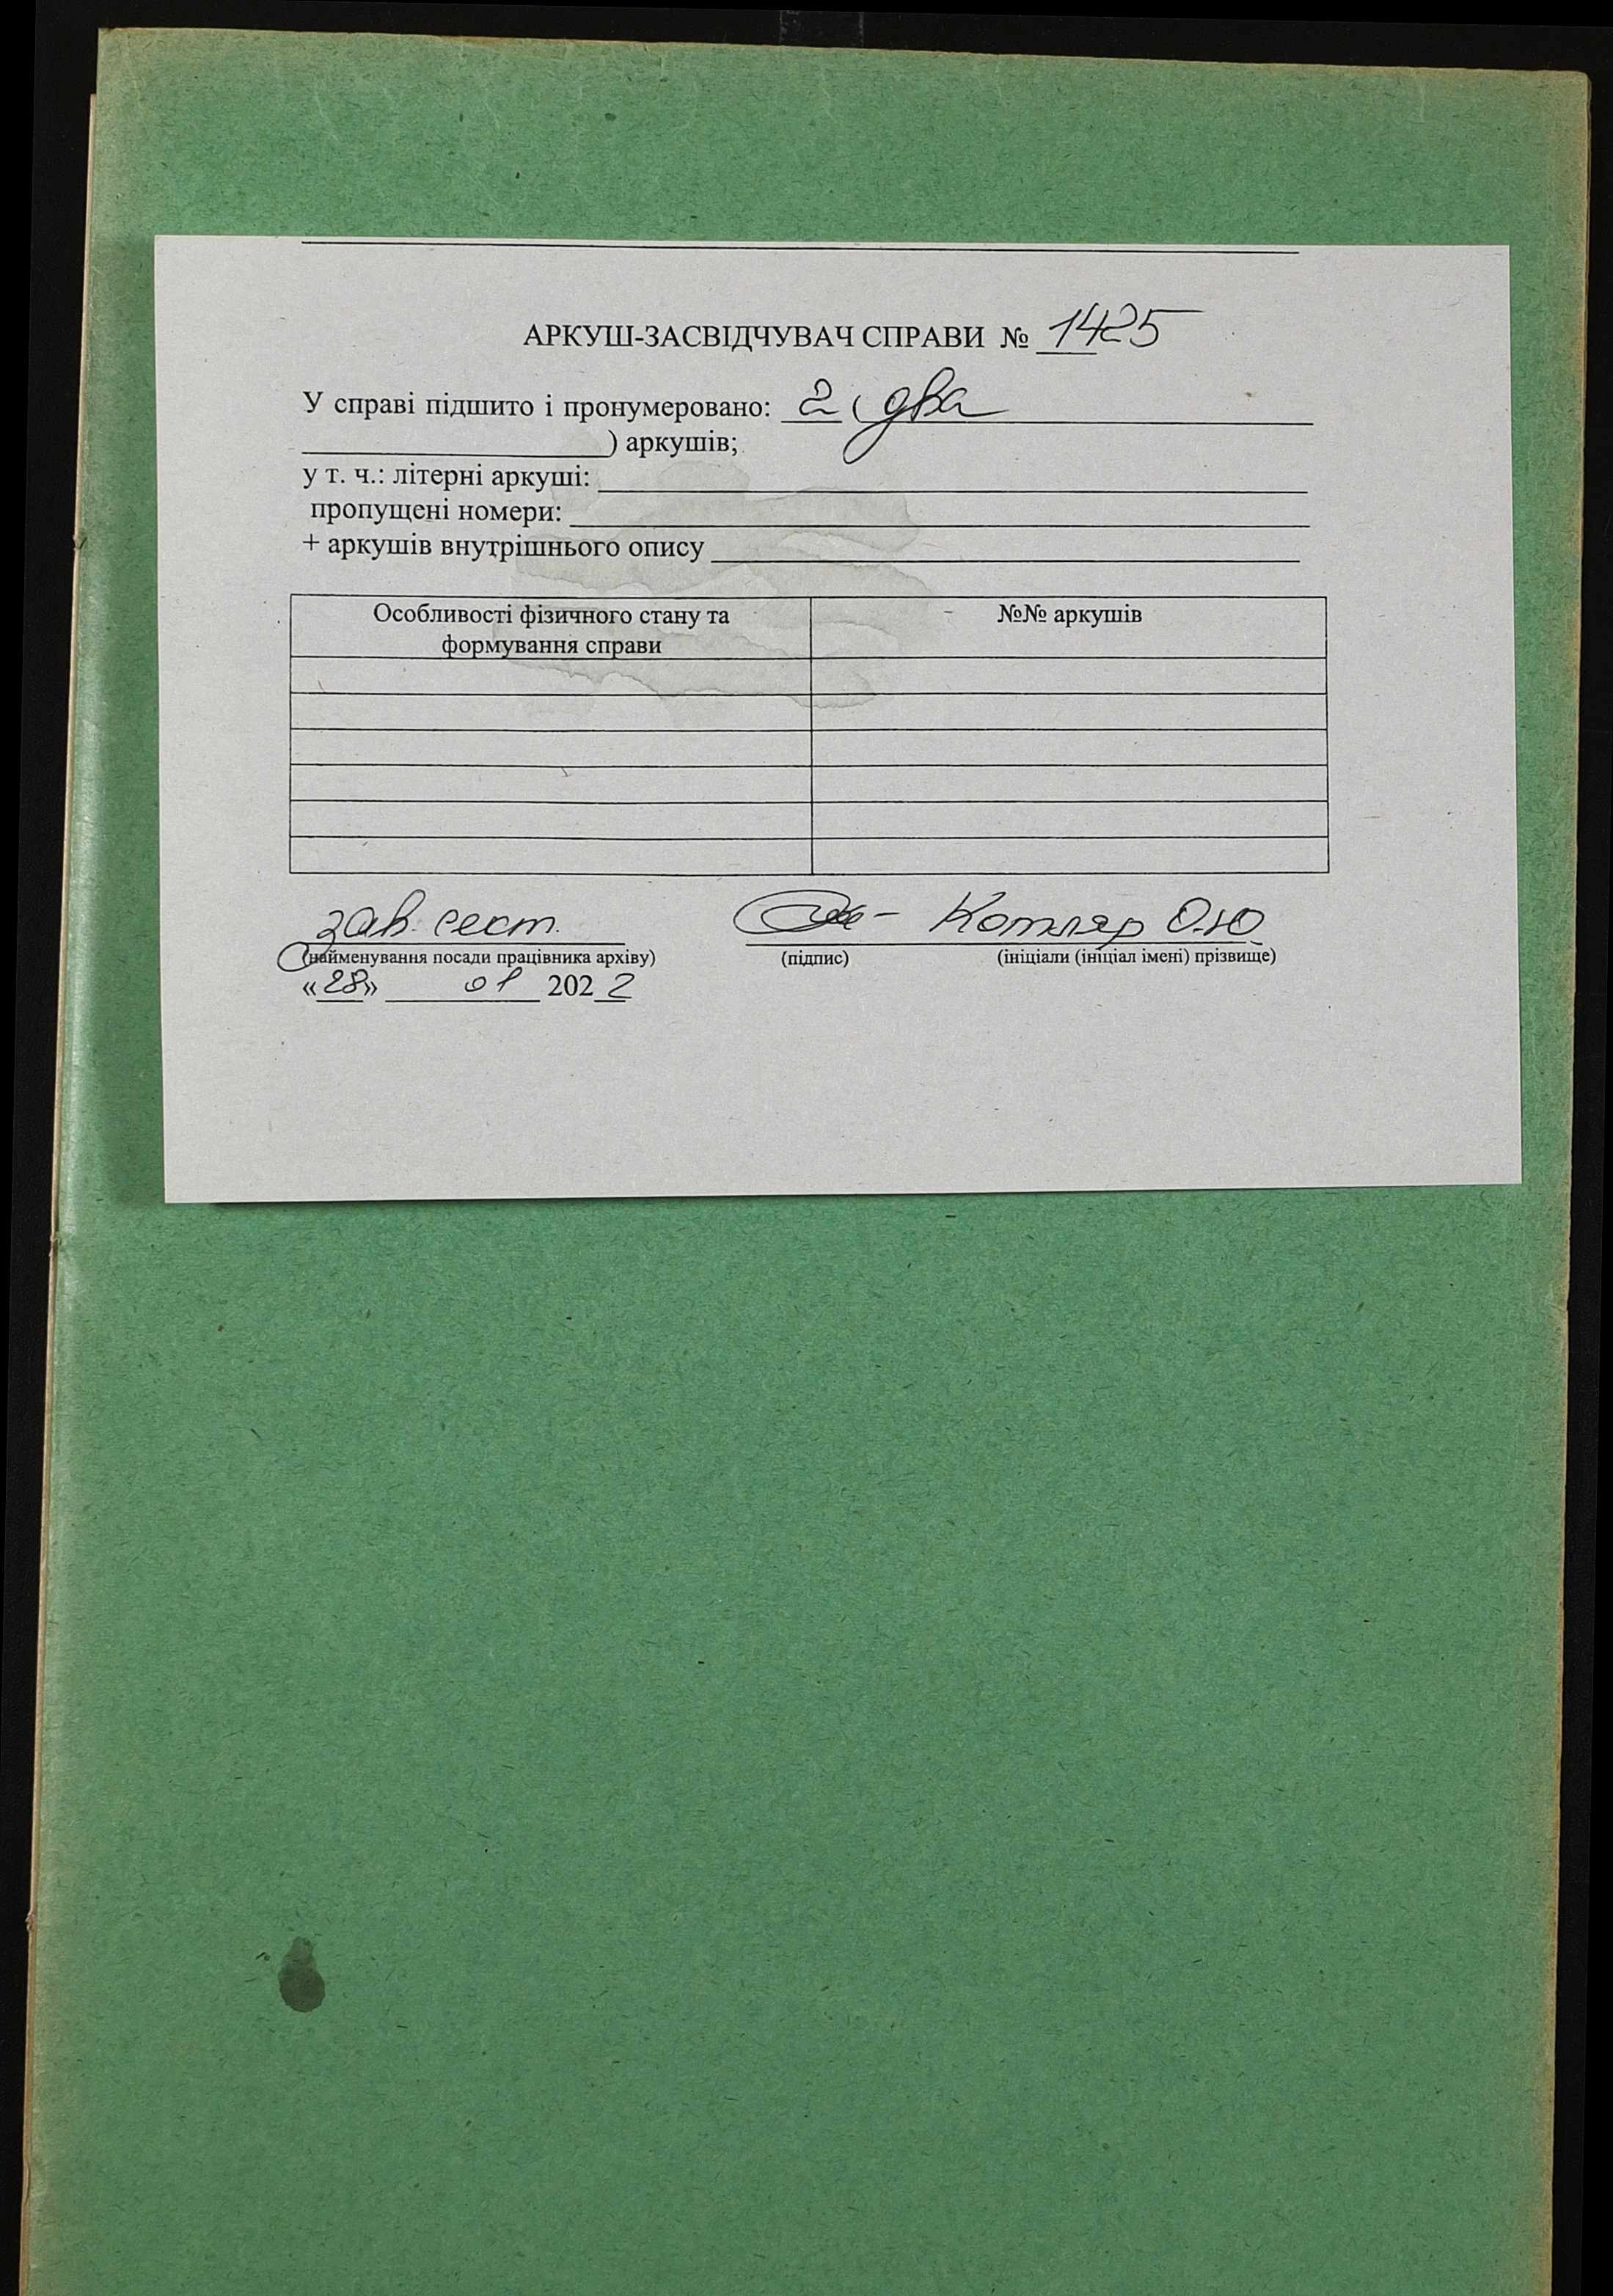 АРКУШ-ЗАСВІДЧУВАЧ СПРАВИ № 1425
У справі підшито і пронумеровано: 2 ( два
) аркушів;
у т. ч.: літерні аркуші:
пропущені номери:
+ аркушів внутрішнього опису
Особливості фізичного стану та №№ аркушів
формування справи
зав. сект. Котляр О.Ю
(найменування посади працівника архіву) (підпис) (ініціали (ініціал імені) прізвище)
«28» 01 2022